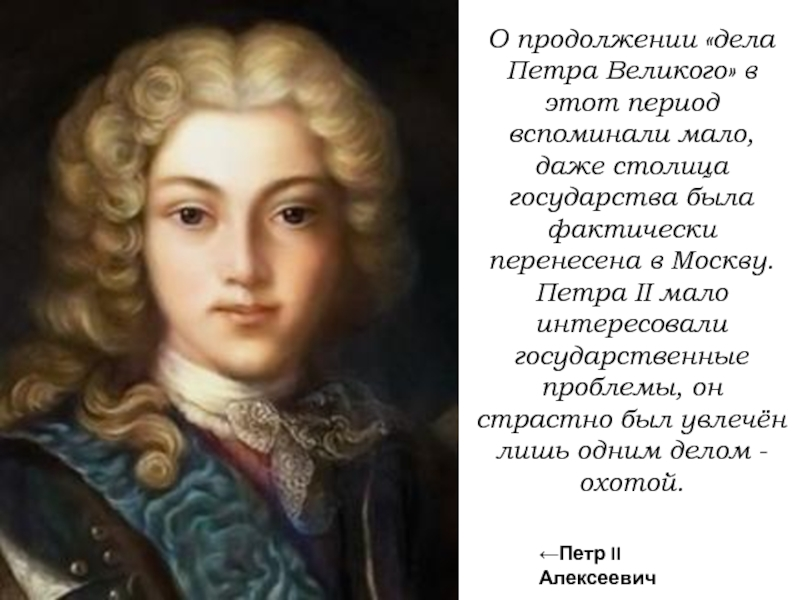 О продолжении «дела
Петра Великого» в
этот период
вспоминали мало,
даже столица
государства была
фактически
перенесена в Москву.
Петра II мало
интересовали
государственные
проблемы, он
страстно был увлечён
лишь одним делом -
охотой.
←Петр II
Алексеевич